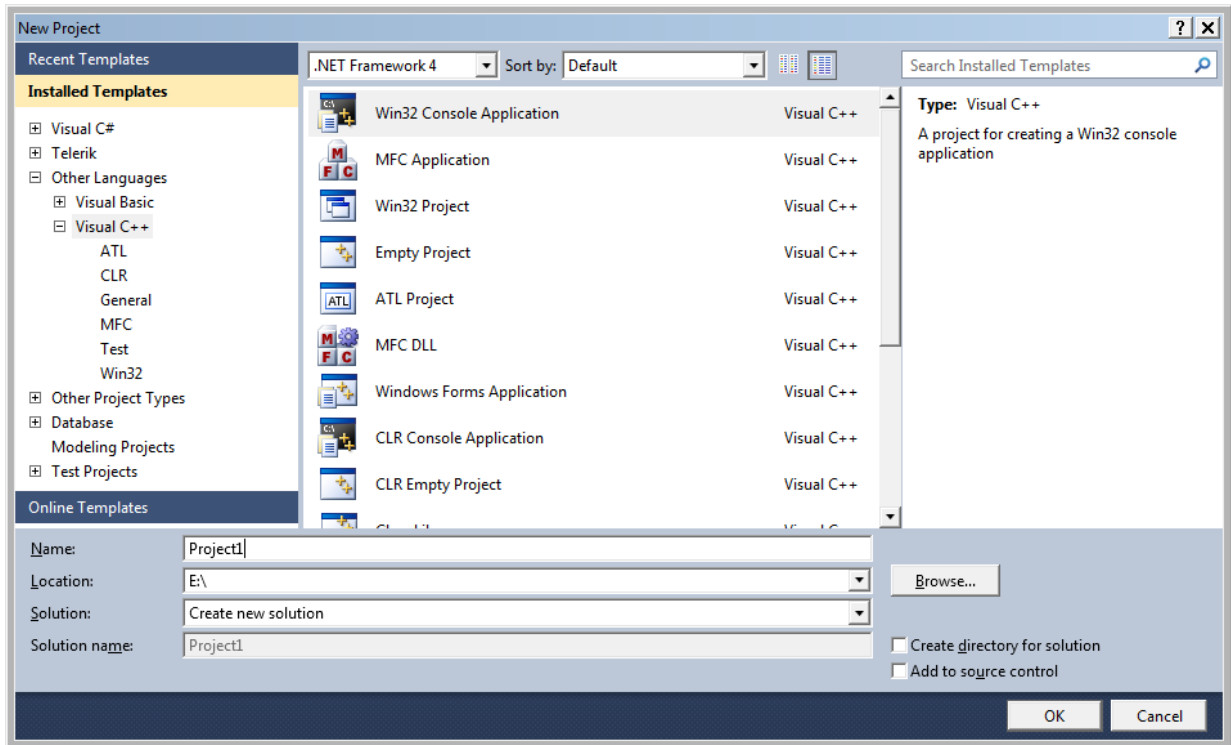 New Project
Recent Templates
Installed Templates
Visual C#
Telerik
Other Languages
Visual Basic
Visual C++
ATL
CLR
General
MFC
Test
Win32
Other Project Types
Database
Modeling Projects
Test Projects
Online Templates
.NET Framework 4 Sort by: Default
Win32 Console Application Visual C++
MFC Application Visual C++
Win32 Project Visual C++
Empty Project Visual C++
ATL Project Visual C++
MFC DLL Visual C++
Windows Forms Application Visual C++
CLR Console Application Visual C++
CLR Empty Project Visual C++
Search Installed Templates
Type: Visual C++
A project for creating a Win32 console
application
Name: Project1
Location: E:\
Browse...
Solution: Create new solution
Solution name: Project1
Create directory for solution
Add to source control
OK Cancel